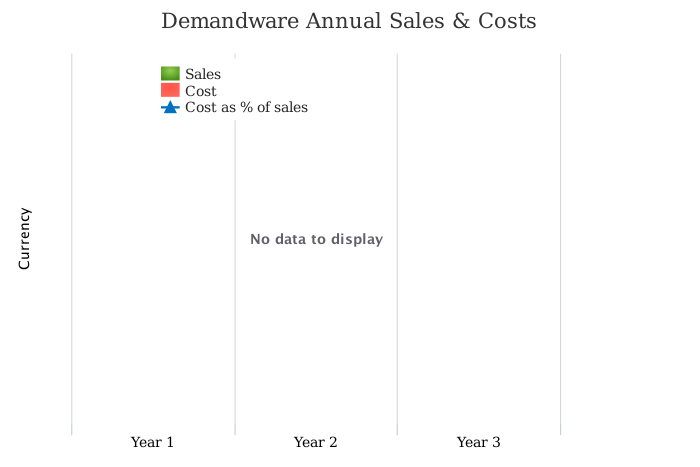 Demandware Annual Sales & Costs
Sales
Cost
Cost as % of sales
Currency
No data to display
Year 1
Year 2
Year 3